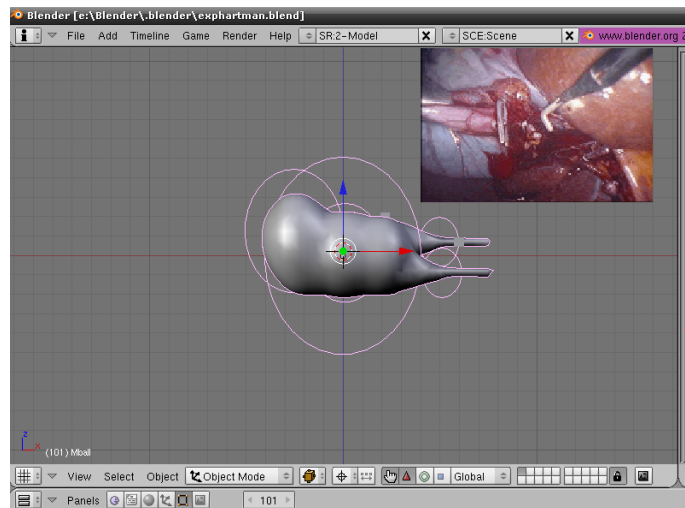 Blender [e:\Blender\.blender\exphartman.blend]
File Add Timeline Game Render Help SR:2-Model X SCE:Scene X www.blender.org 2
z
x
(101) Mball
View Select Object Object Mode Global
Panels 101